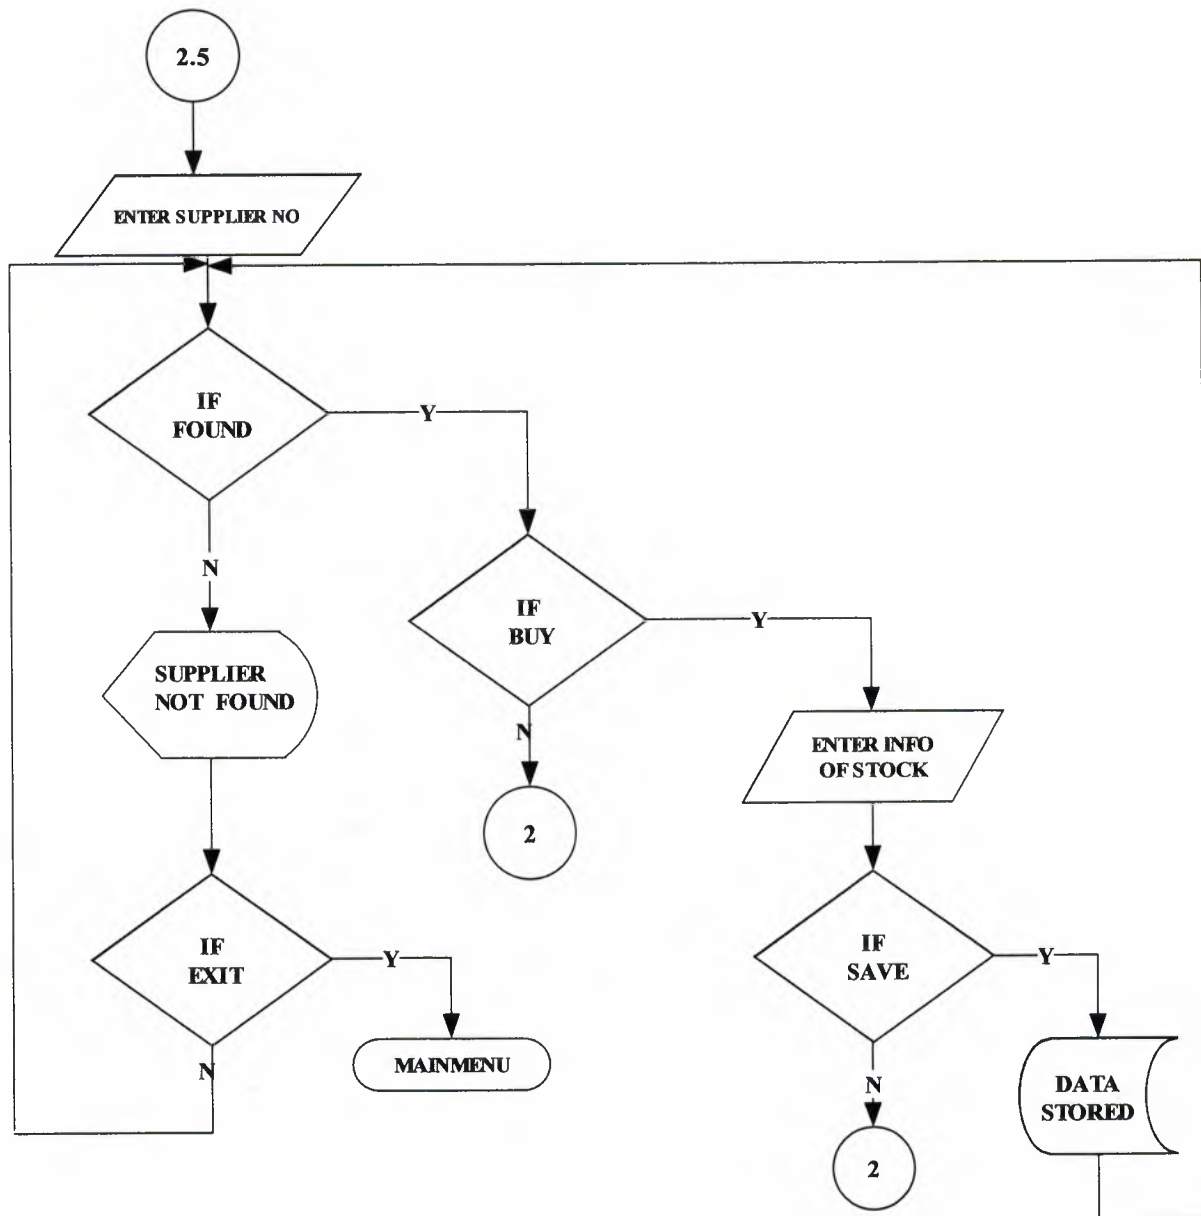 2.5
ENTER SUPPLIER NO
IF
FOUND
Y
N
IF
BUY
Y
SUPPLIER
NOT FOUND
N
ENTER INFO
OF STOCK
2
IF
EXIT
Y
IF
SAVE
Y
MAINMENU
N
N
DATA
STORED
2